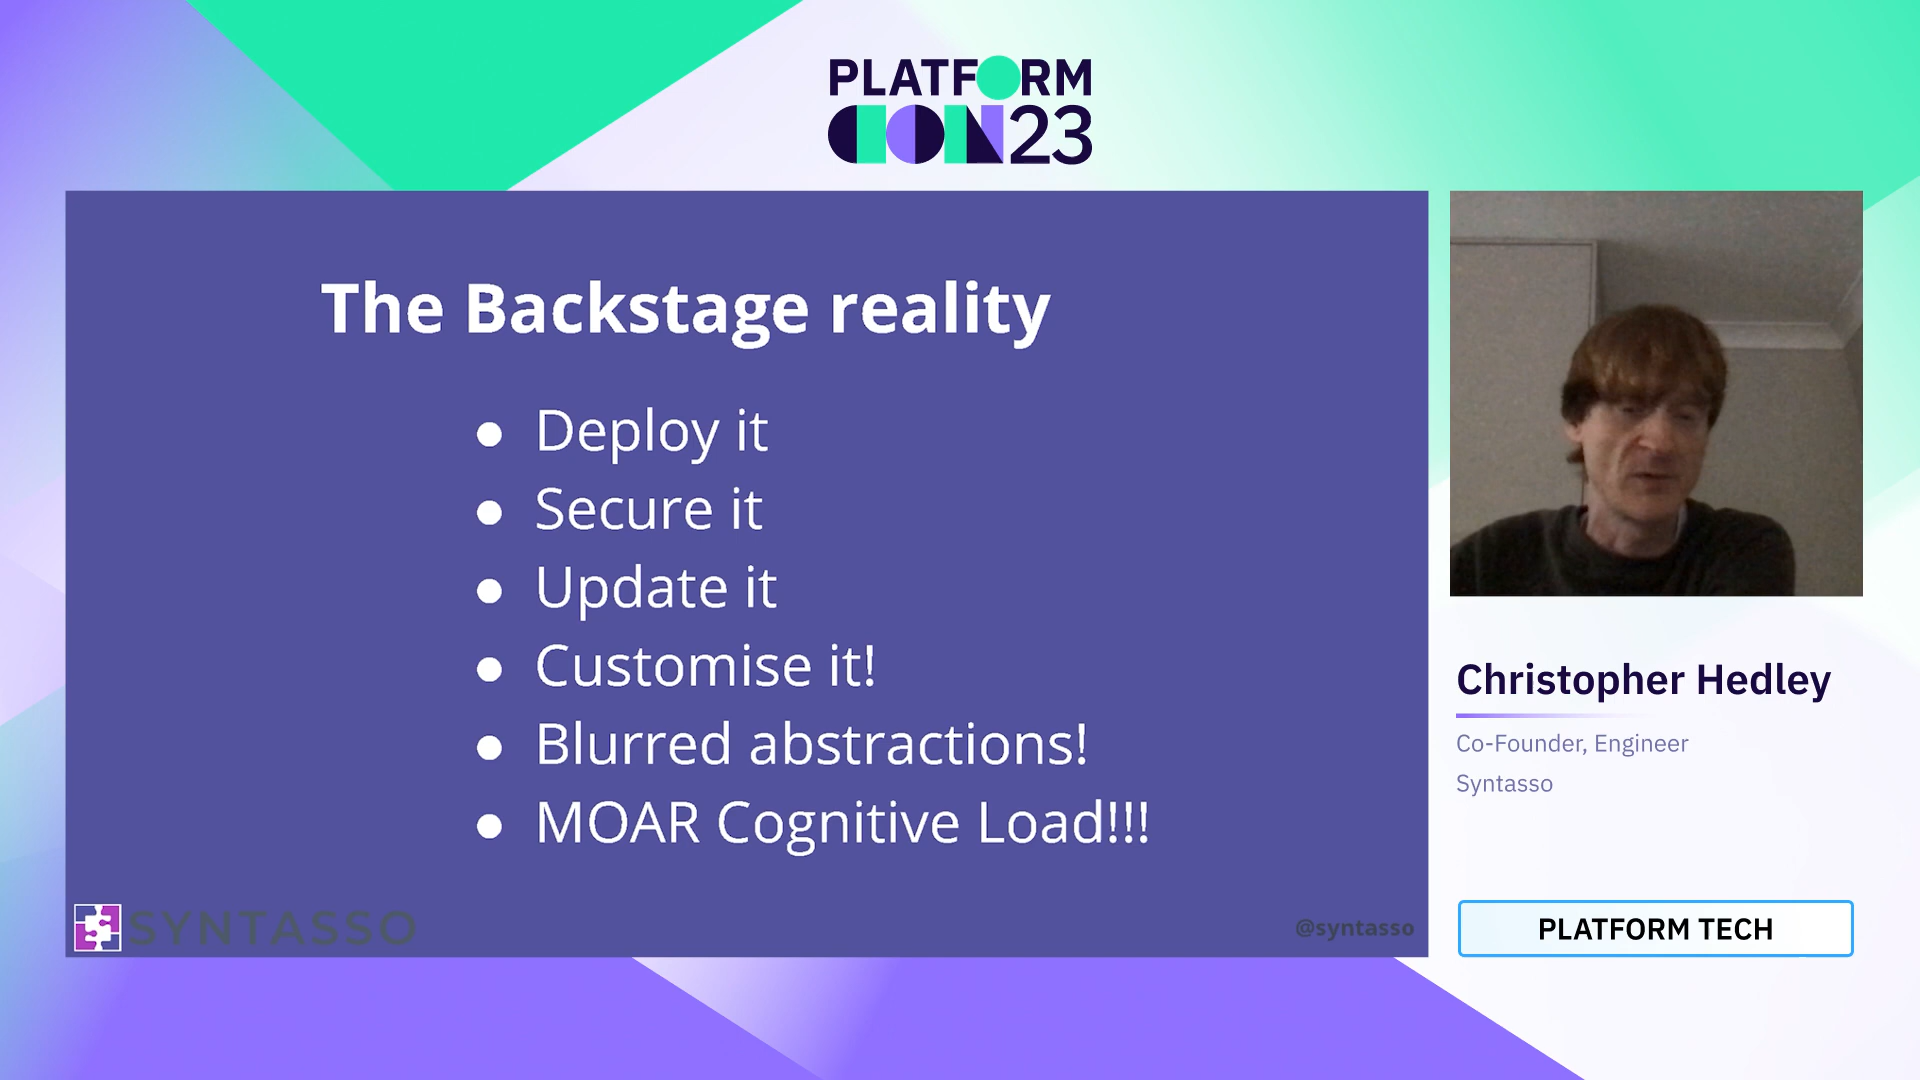 PLATFORM
CON23
The Backstage reality
● Deploy it
● Secure it
● Update it
● Customise it!
● Blurred abstractions!
● MOAR Cognitive Load!!!
SYNTASSO
@syntasso
Christopher Hedley
Co-Founder, Engineer
Syntasso
PLATFORM TECH